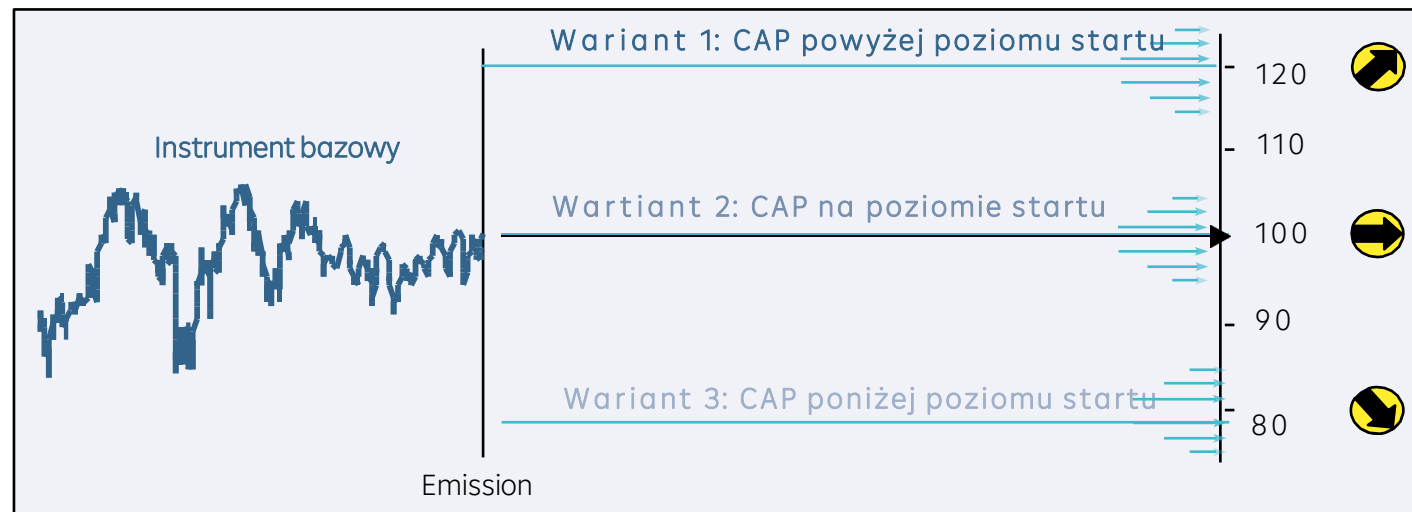 Wariant 1: CAP powyżej poziomu startu
120
Instrument bazowy
110
Wartiant 2: CAP na poziomie startu
100
90
Wariant 3: CAP poniżej poziomu startu
80
Emission